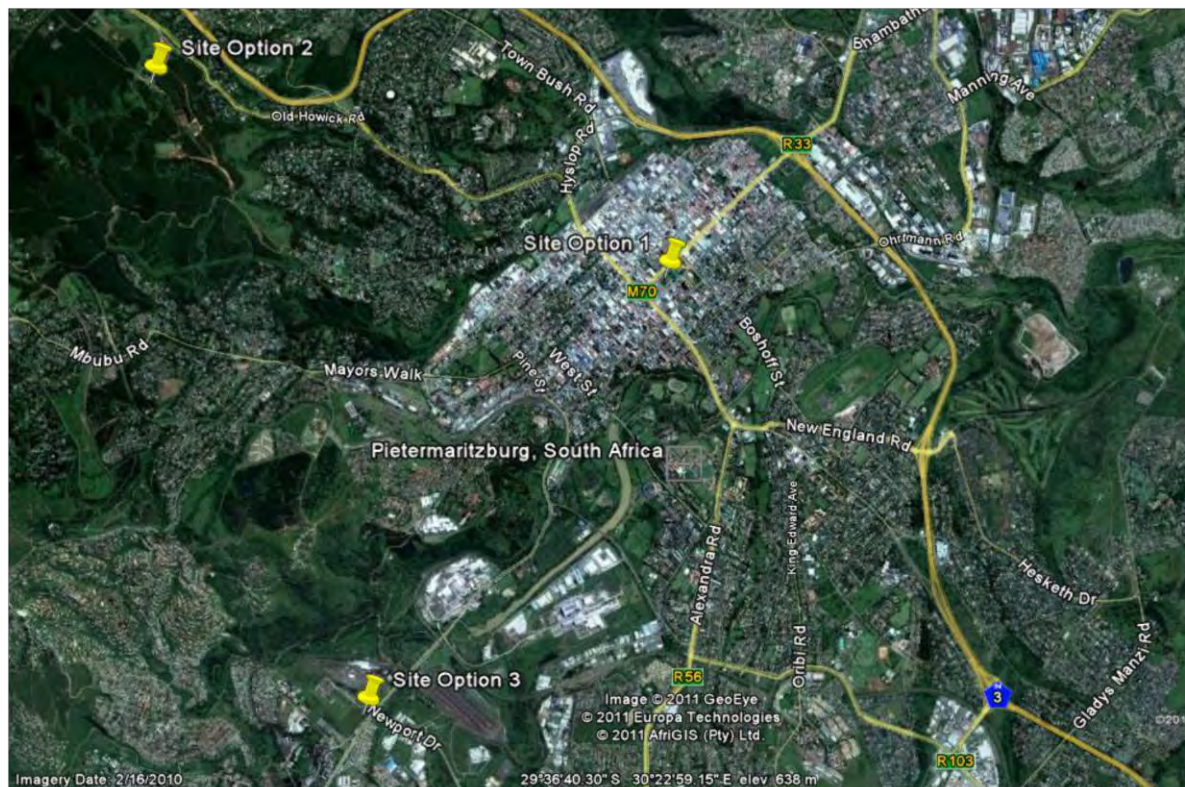 Site Option 2
Town Bush Rd
Manning Ave
Old Howick Rd
Hyslop Rd
R33
Site Option 1
Ohrtmann Rd
M70
Boshoff St
Mbubu Rd
Mayors Walk
Pine St
West St
New England Rd
Pietermaritzburg, South Africa
King Edward Ave
Alexandra Rd
Hesketh Dr
Oribi Rd
Gladys Manzi Rd
Site Option 3
R56
3
Newport Dr
Image © 2011 GeoEye
© 2011 Europa Technologies
© 2011 AfriGIS (Pty) Ltd.
R103
Imagery Date: 2/16/2010
29°36'40.30" S 30°22'59.15" E elev 638 m